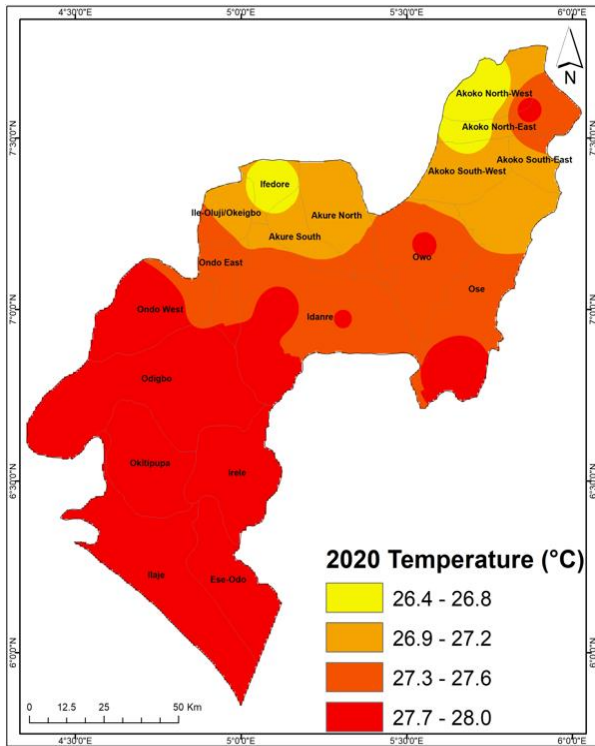 4°30'0"E 5°0'0"E 5°30'0"E 6°0'0"E
N
Akoko North-West
7°30'0"N 7°30'0"N
Akoko North-East
Akoko South-East
Akoko South-West
Ifedore
Ile-Oluji/Okeigbo
Akure North
Akure South
Owo
Ondo East
Ose
7°0'0"N 7°0'0"N
Ondo West
Idanre
Odigbo
Okitipupa
Irele
6°30'0"N 6°30'0"N
Ilaje
Ese-Odo
2020 Temperature (°C)
26.4 - 26.8
26.9 - 27.2
6°0'0"N 6°0'0"N
27.3 - 27.6
27.7 - 28.0
0 12.5 25 50 Km
4°30'0"E 5°0'0"E 5°30'0"E 6°0'0"E